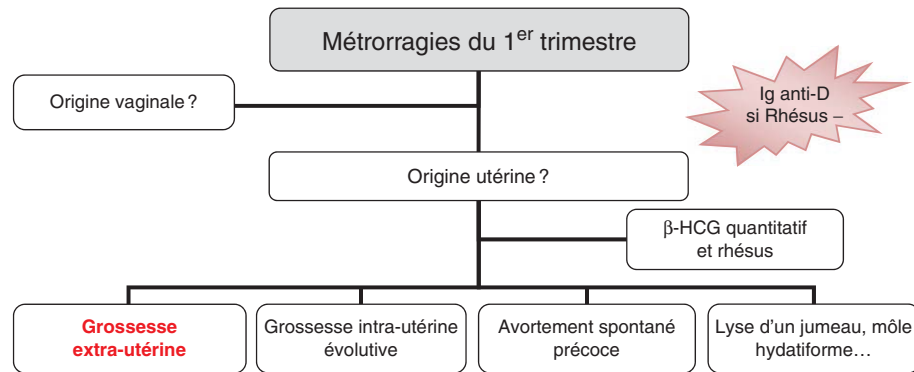 Métrorragies du 1er trimestre
Origine vaginale ?
Ig anti-D
si Rhésus –
Origine utérine ?
β-HCG quantitatif
et rhésus
Grossesse
extra-utérine
Grossesse intra-utérine
évolutive
Avortement spontané
précoce
Lyse d'un jumeau, môle
hydatiforme…